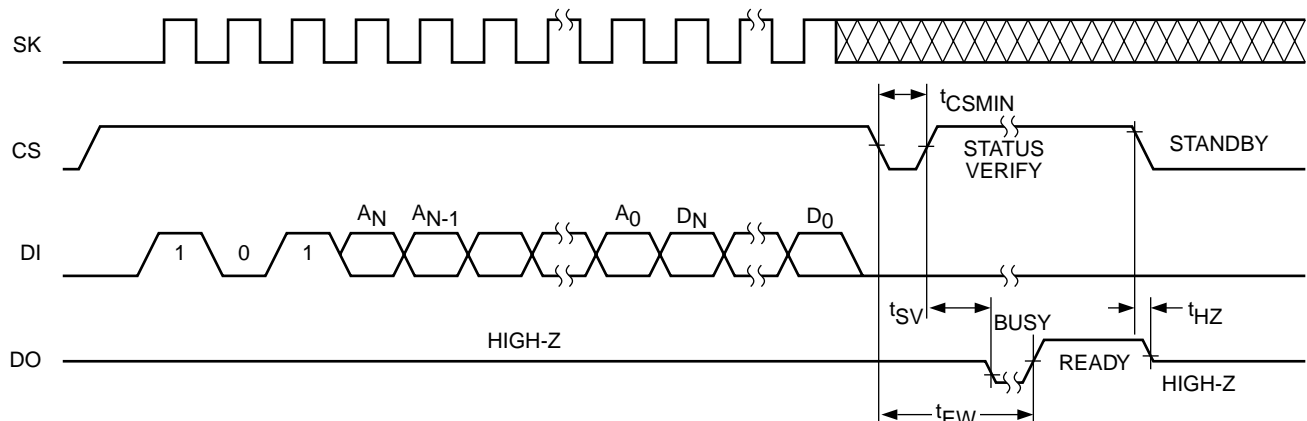 SK
tCSMIN
CS
STATUS
VERIFY
STANDBY
DI
1
0
1
AN
AN-1
A0
DN
D0
tSV
BUSY
tHZ
HIGH-Z
DO
READY
HIGH-Z
tEW